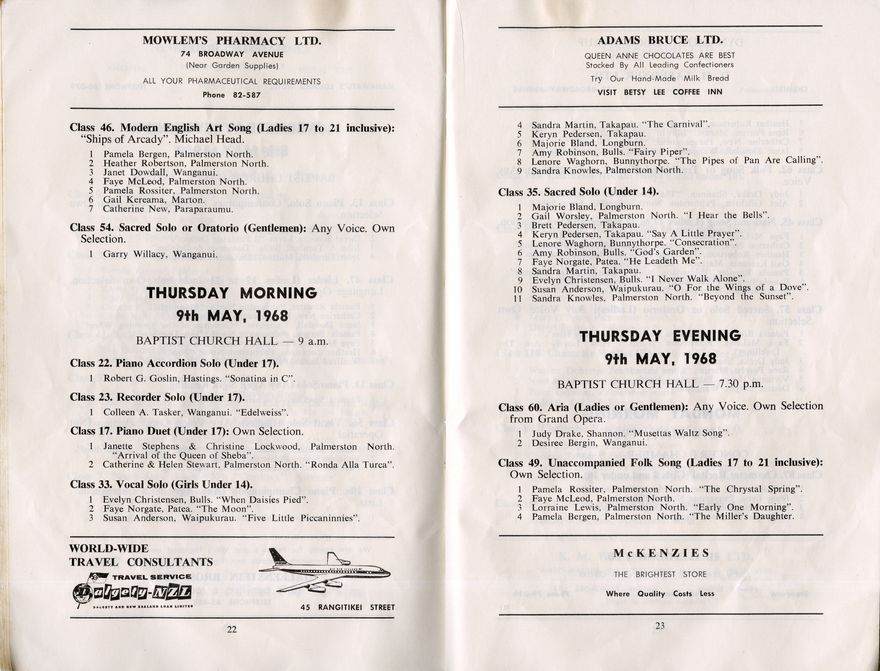 MOWLEM'S PHARMACY LTD.
74 BROADWAY AVENUE
(Near Garden Supplies)
ALL YOUR PHARMACEUTICAL REQUIREMENTS
Phone 82-587
Class 46. Modern English Art Song (Ladies 17 to 21 inclusive):
"Ships of Arcady". Michael Head.
1 Pamela Bergen, Palmerston North.
2 Heather Robertson, Palmerston North.
3 Janet Dowdall, Wanganui.
4 Faye McLeod, Palmerston North.
5 Pamela Rossiter, Palmerston North.
6 Gail Kereama, Marton.
7 Catherine New, Paraparaumu.
Class 54. Sacred Solo or Oratorio (Gentlemen): Any Voice. Own
Selection.
1 Garry Willacy, Wanganui.
THURSDAY MORNING
9th MAY, 1968
BAPTIST CHURCH HALL — 9 a.m.
Class 22. Piano Accordion Solo (Under 17).
1 Robert G. Goslin, Hastings. "Sonatina in C".
Class 23. Recorder Solo (Under 17).
1 Colleen A. Tasker, Wanganui. "Edelweiss".
Class 17. Piano Duet (Under 17): Own Selection.
1 Janette Stephens & Christine Lockwood, Palmerston North.
"Arrival of the Queen of Sheba".
2 Catherine & Helen Stewart, Palmerston North. "Ronda Alla Turca".
Class 33. Vocal Solo (Girls Under 14).
1 Evelyn Christensen, Bulls. "When Daisies Pied".
2 Faye Norgate, Patea. "The Moon".
3 Susan Anderson, Waipukurau. "Five Little Piccaninnies".
WORLD-WIDE
TRAVEL CONSULTANTS
TRAVEL SERVICE
Dalgety-NZL
DALGETY AND NEW ZEALAND LOAN LIMITED
45 RANGITIKEI STREET
22
ADAMS BRUCE LTD.
QUEEN ANNE CHOCOLATES ARE BEST
Stocked By All Leading Confectioners
Try Our Hand-Made Milk Bread
VISIT BETSY LEE COFFEE INN
4 Sandra Martin, Takapau. "The Carnival".
5 Keryn Pedersen, Takapau.
6 Majorie Bland, Longburn.
7 Amy Robinson, Bulls. "Fairy Piper".
8 Lenore Waghorn, Bunnythorpe. "The Pipes of Pan Are Calling".
9 Sandra Knowles, Palmerston North.
Class 35. Sacred Solo (Under 14).
1 Majorie Bland, Longburn.
2 Gail Worsley, Palmerston North. "I Hear the Bells".
3 Brett Pedersen, Takapau.
4 Keryn Pedersen, Takapau. "Say A Little Prayer".
5 Lenore Waghorn, Bunnythorpe. "Consecration".
6 Amy Robinson, Bulls. "God's Garden".
7 Faye Norgate, Patea. "He Leadeth Me".
8 Sandra Martin, Takapau.
9 Evelyn Christensen, Bulls. "I Never Walk Alone".
10 Susan Anderson, Waipukurau. "O For the Wings of a Dove".
11 Sandra Knowles, Palmerston North. "Beyond the Sunset".
THURSDAY EVENING
9th MAY, 1968
BAPTIST CHURCH HALL — 7.30 p.m.
Class 60. Aria (Ladies or Gentlemen): Any Voice. Own Selection
from Grand Opera.
1 Judy Drake, Shannon. "Musettas Waltz Song".
2 Desiree Bergin, Wanganui.
Class 49. Unaccompanied Folk Song (Ladies 17 to 21 inclusive):
Own Selection.
1 Pamela Rossiter, Palmerston North. "The Chrystal Spring".
2 Faye McLeod, Palmerston North.
3 Lorraine Lewis, Palmerston North. "Early One Morning".
4 Pamela Bergen, Palmerston North. "The Miller's Daughter.
McKENZIES
THE BRIGHTEST STORE
Where Quality Costs Less
23